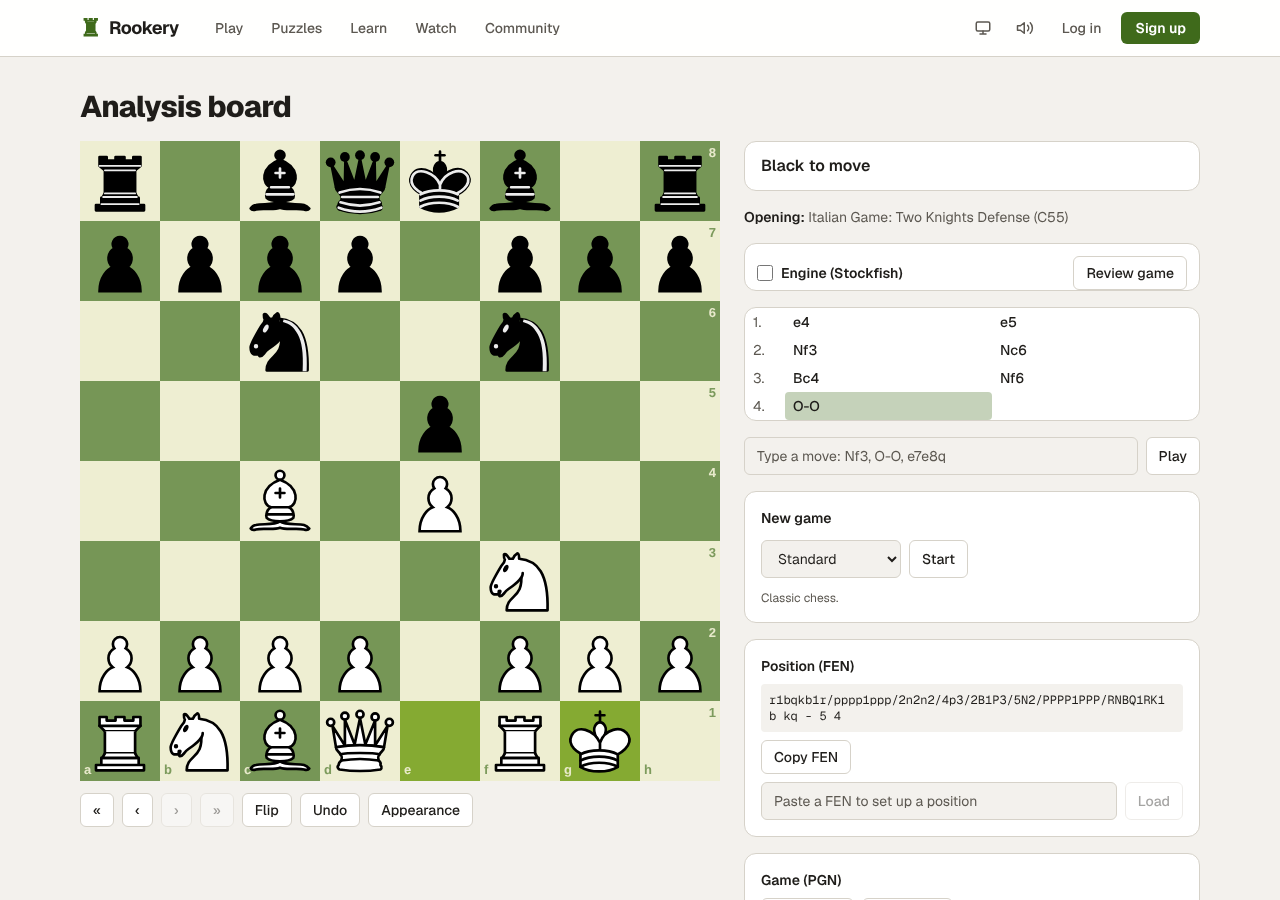 Rookery
Play
Puzzles
Learn
Watch
Community
Log in
Sign up
Analysis board
8
7
6
5
4
3
2
1
a
b
c
d
e
f
g
h
«
‹
›
»
Flip
Undo
Appearance
Black to move
Opening: Italian Game: Two Knights Defense (C55)
Engine (Stockfish)
Review game
1. e4 e5
2. Nf3 Nc6
3. Bc4 Nf6
4. O-O
Type a move: Nf3, O-O, e7e8q
Play
New game
Standard
Start
Classic chess.
Position (FEN)
r1bqkb1r/pppp1ppp/2n2n2/4p3/2B1P3/5N2/PPPP1PPP/RNBQ1RK1
b kq - 5 4
Copy FEN
Paste a FEN to set up a position
Load
Game (PGN)